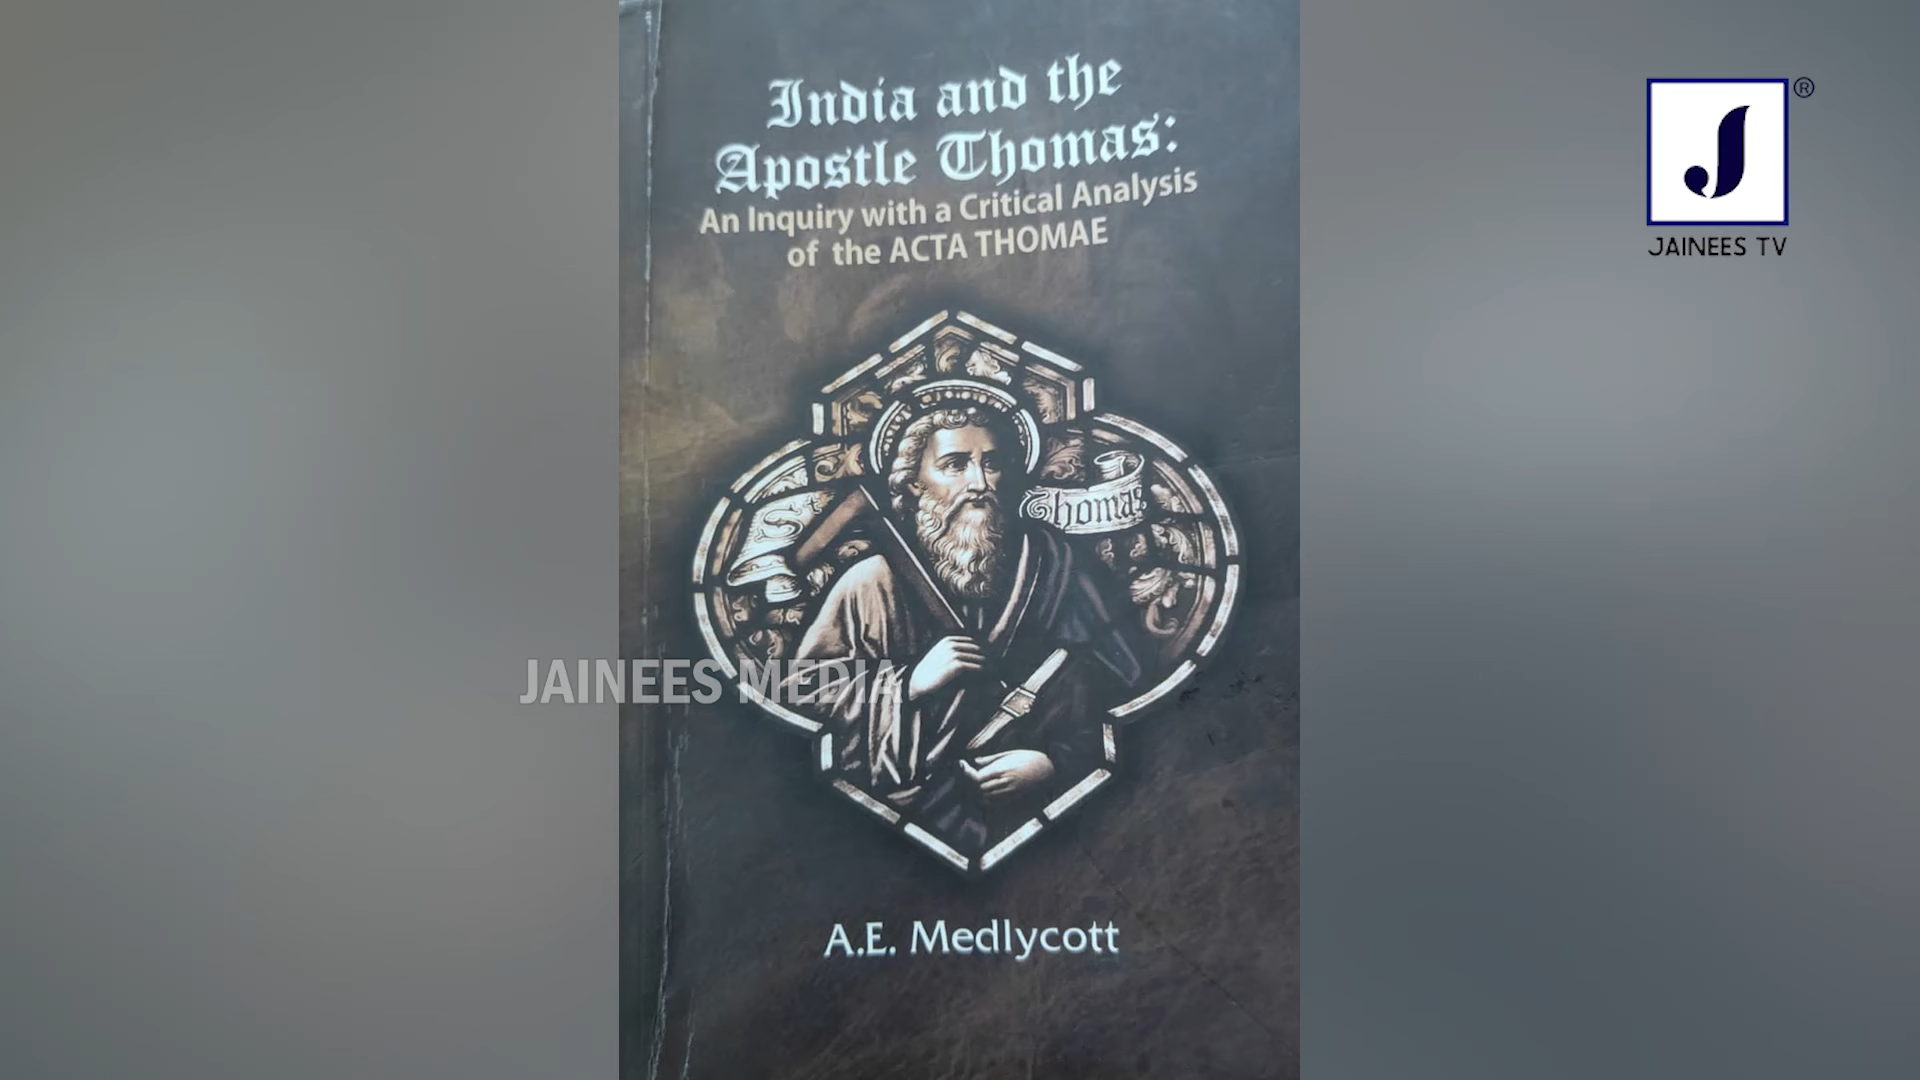 India and the
Apostle Thomas:
An Inquiry with a Critical Analysis
of the ACTA THOMAE
St
Thomas
A.E. Medlycott
JAINEES MEDIA
J
®
JAINEES TV